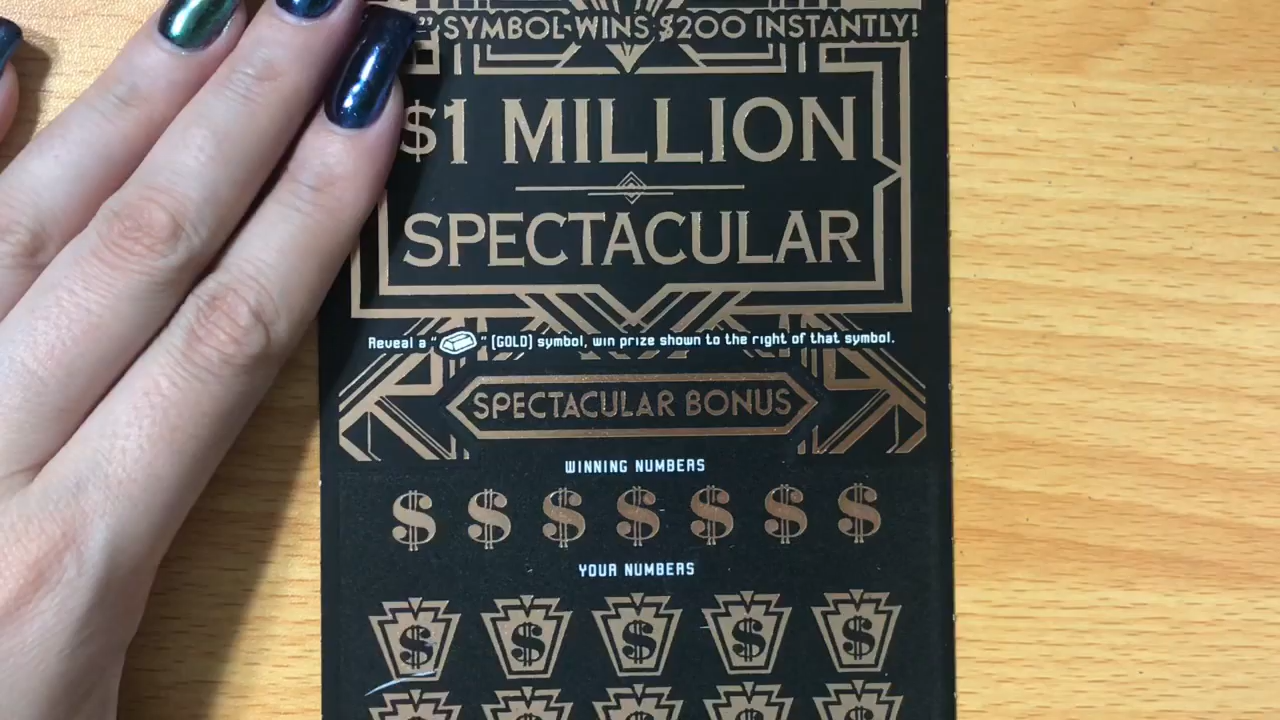 ” SYMBOL WINS $200 INSTANTLY!
$1 MILLION
SPECTACULAR
Reveal a “ ” [GOLD] symbol, win prize shown to the right of that symbol.
SPECTACULAR BONUS
WINNING NUMBERS
$ $ $ $ $ $ $
YOUR NUMBERS
$ $ $ $ $
$ $ $ $ $